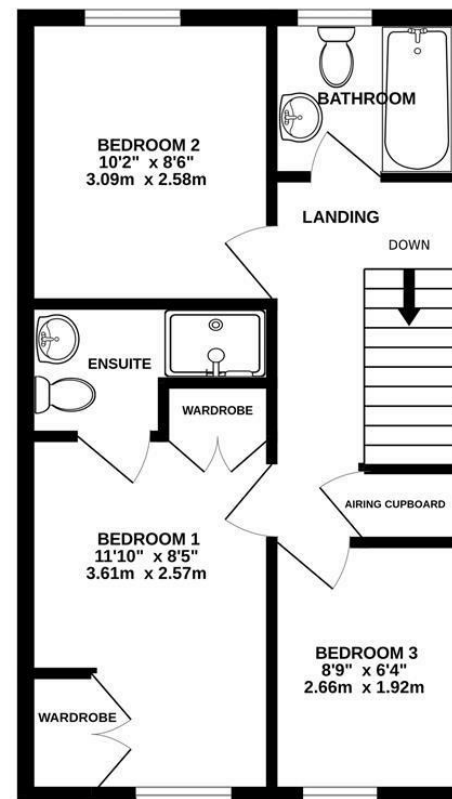 BEDROOM 2
10'2" x 8'6"
3.09m x 2.58m
BATHROOM
LANDING
DOWN
ENSUITE
WARDROBE
AIRING CUPBOARD
BEDROOM 1
11'10" x 8'5"
3.61m x 2.57m
BEDROOM 3
8'9" x 6'4"
2.66m x 1.92m
WARDROBE